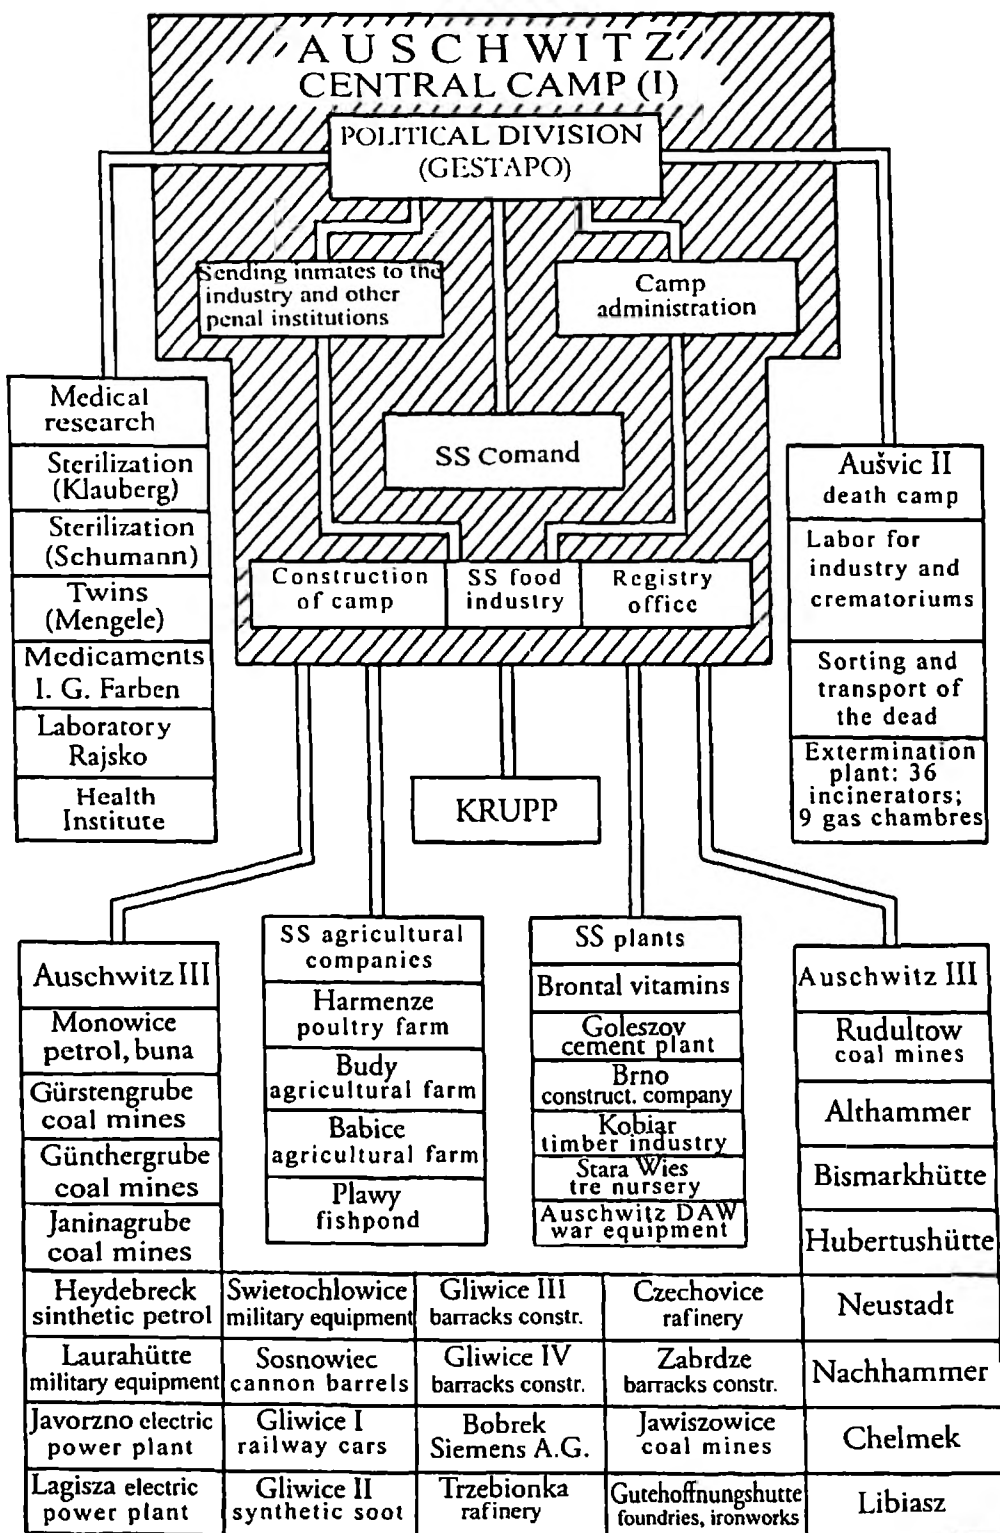 AUSCHWITZ
CENTRAL CAMP (I)
POLITICAL DIVISION
(GESTAPO)
Sending inmates to the
industry and other
penal institutions
Camp
administration
SS Comand
Construction
of camp
SS food
industry
Registry
office
Medical
research
Sterilization
(Klauberg)
Sterilization
(Schumann)
Twins
(Mengele)
Medicaments
I. G. Farben
Laboratory
Rajsko
Health
Institute
Aušvic II
death camp
Labor for
industry and
crematoriums
Sorting and
transport of
the dead
Extermination
plant: 36
incinerators;
9 gas chambres
KRUPP
Auschwitz III
Monowice
petrol, buna
Gürstengrube
coal mines
Günthergrube
coal mines
Janinagrube
coal mines
SS agricultural
companies
Harmenze
poultry farm
Budy
agricultural farm
Babice
agricultural farm
Plawy
fishpond
SS plants
Brontal vitamins
Goleszov
cement plant
Brno
construct. company
Kobiar
timber industry
Stara Wies
tre nursery
Auschwitz DAW
war equipment
Auschwitz III
Rudultow
coal mines
Althammer
Bismarkhütte
Hubertushütte
Heydebreck
sinthetic petrol
Swietochlowice
military equipment
Gliwice III
barracks constr.
Czechovice
rafinery
Neustadt
Laurahütte
military equipment
Sosnowiec
cannon barrels
Gliwice IV
barracks constr.
Zabrdze
barracks constr.
Nachhammer
Javorzno electric
power plant
Gliwice I
railway cars
Bobrek
Siemens A.G.
Jawiszowice
coal mines
Chelmek
Lagisza electric
power plant
Gliwice II
synthetic soot
Trzebionka
rafinery
Gutehoffnungshutte
foundries, ironworks
Libiasz